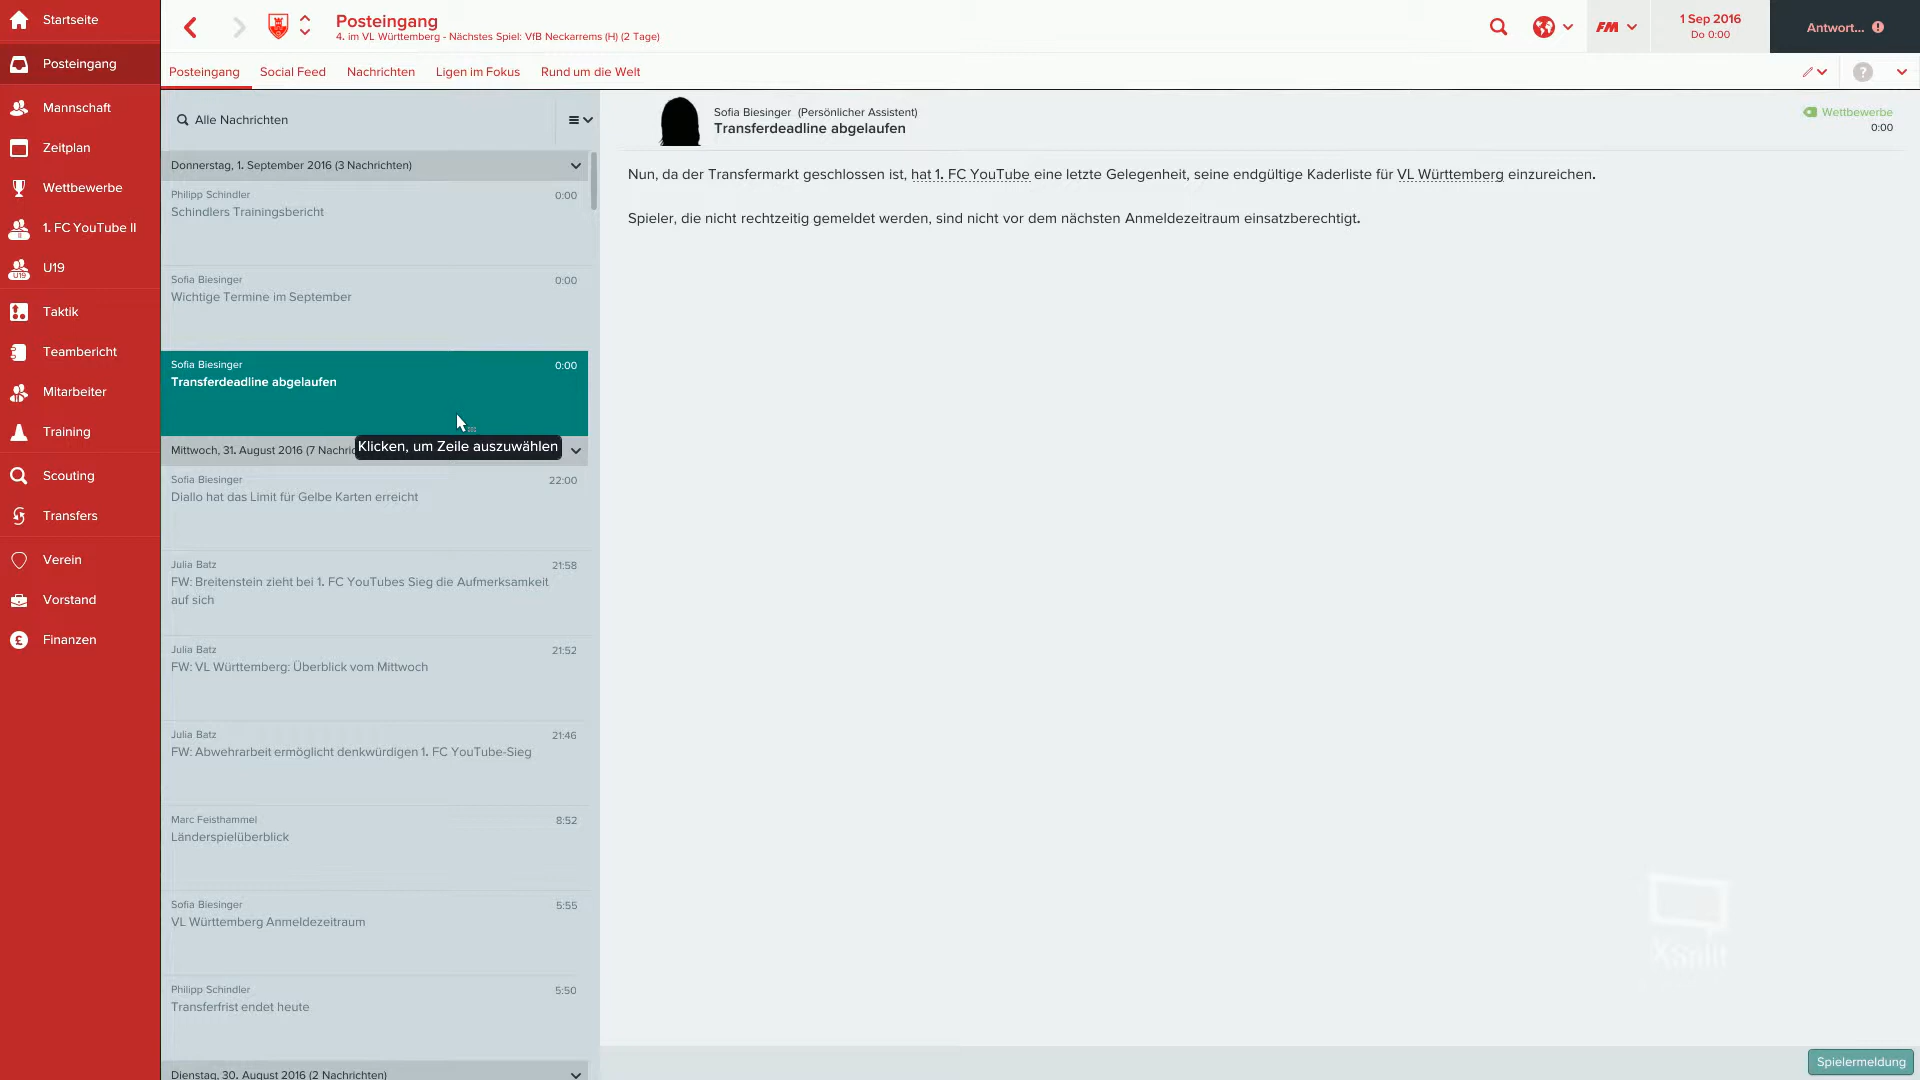 Startseite
Posteingang
Mannschaft
Zeitplan
Wettbewerbe
1. FC YouTube II
U19
Taktik
Teambericht
Mitarbeiter
Training
Scouting
Transfers
Verein
Vorstand
Finanzen
Posteingang
4. im VL Württemberg - Nächstes Spiel: VfB Neckarrems (H) (2 Tage)
FM
1 Sep 2016
Do 0:00
Antwort...
Posteingang Social Feed Nachrichten Ligen im Fokus Rund um die Welt
?
Alle Nachrichten
Donnerstag, 1. September 2016 (3 Nachrichten)
Philipp Schindler 0:00
Schindlers Trainingsbericht
Sofia Biesinger 0:00
Wichtige Termine im September
Sofia Biesinger 0:00
Transferdeadline abgelaufen
Klicken, um Zeile auszuwählen
Mittwoch, 31. August 2016 (7 Nachric
Sofia Biesinger 22:00
Diallo hat das Limit für Gelbe Karten erreicht
Julia Batz 21:58
FW: Breitenstein zieht bei 1. FC YouTubes Sieg die Aufmerksamkeit
auf sich
Julia Batz 21:52
FW: VL Württemberg: Überblick vom Mittwoch
Julia Batz 21:46
FW: Abwehrarbeit ermöglicht denkwürdigen 1. FC YouTube-Sieg
Marc Feisthammel 8:52
Länderspielüberblick
Sofia Biesinger 5:55
VL Württemberg Anmeldezeitraum
Philipp Schindler 5:50
Transferfrist endet heute
Dienstag, 30. August 2016 (2 Nachrichten)
Sofia Biesinger (Persönlicher Assistent)
Transferdeadline abgelaufen
Wettbewerbe
0:00
Nun, da der Transfermarkt geschlossen ist, hat 1. FC YouTube eine letzte Gelegenheit, seine endgültige Kaderliste für VL Württemberg einzureichen.
Spieler, die nicht rechtzeitig gemeldet werden, sind nicht vor dem nächsten Anmeldezeitraum einsatzberechtigt.
XSplit
Spielermeldung